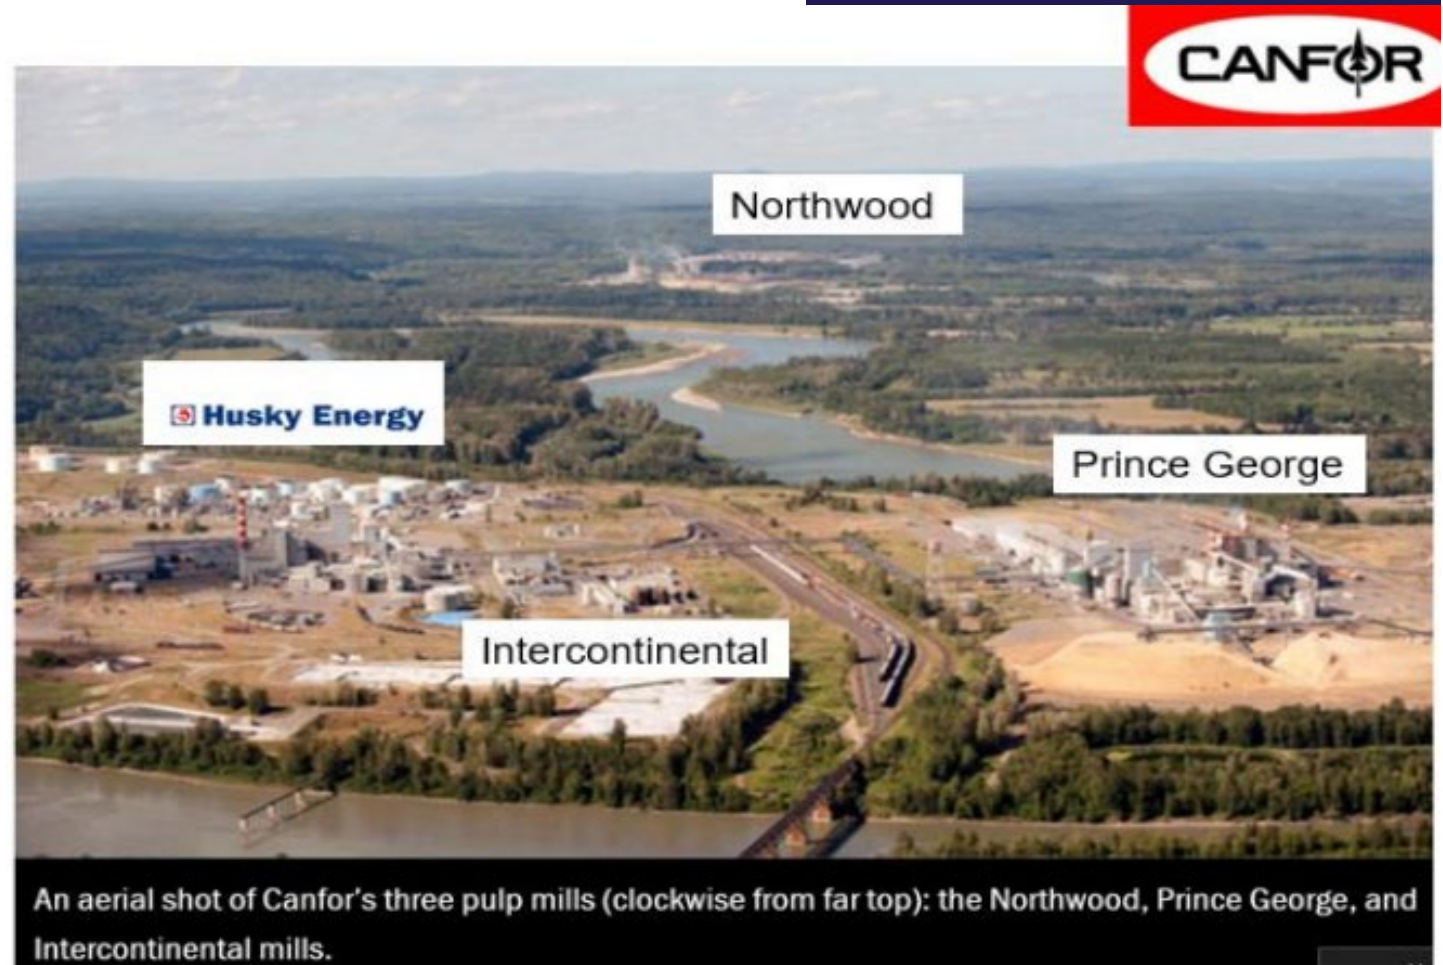 CANFOR
Northwood
Husky Energy
Prince George
Intercontinental
An aerial shot of Canfor's three pulp mills (clockwise from far top): the Northwood, Prince George, and
Intercontinental mills.